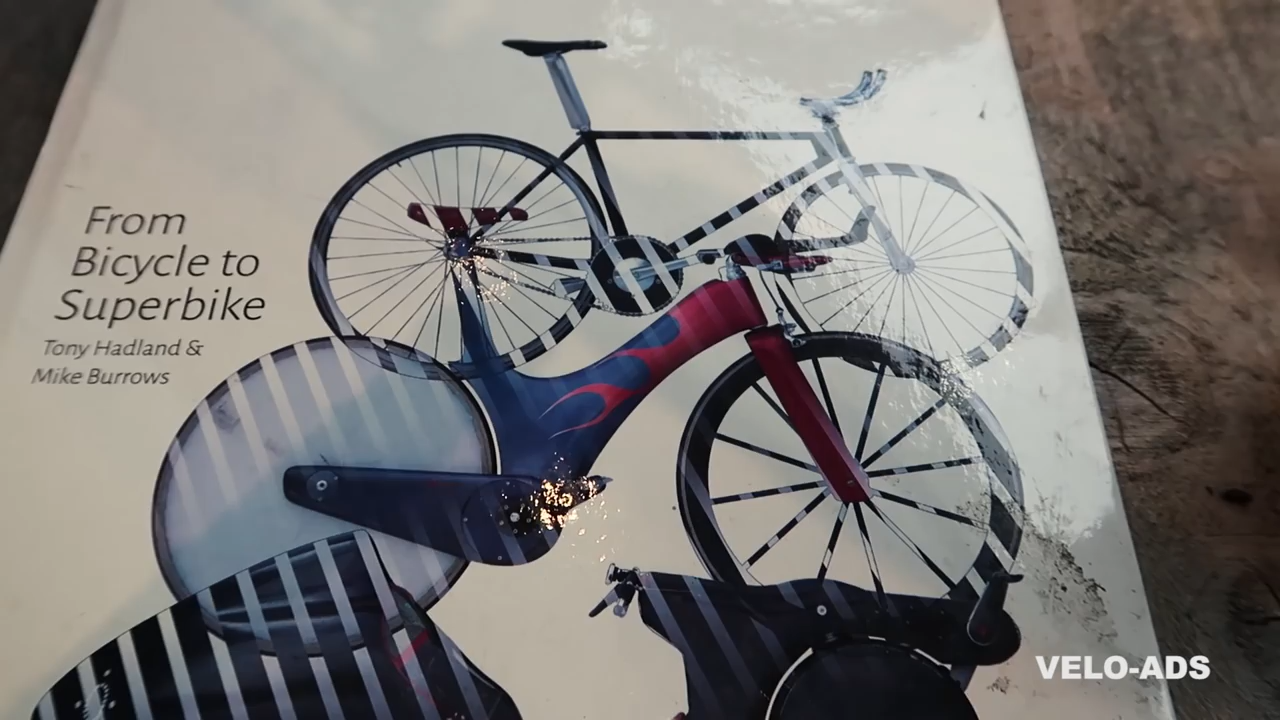 From
Bicycle to
Superbike
Tony Hadland &
Mike Burrows
VELO-ADS